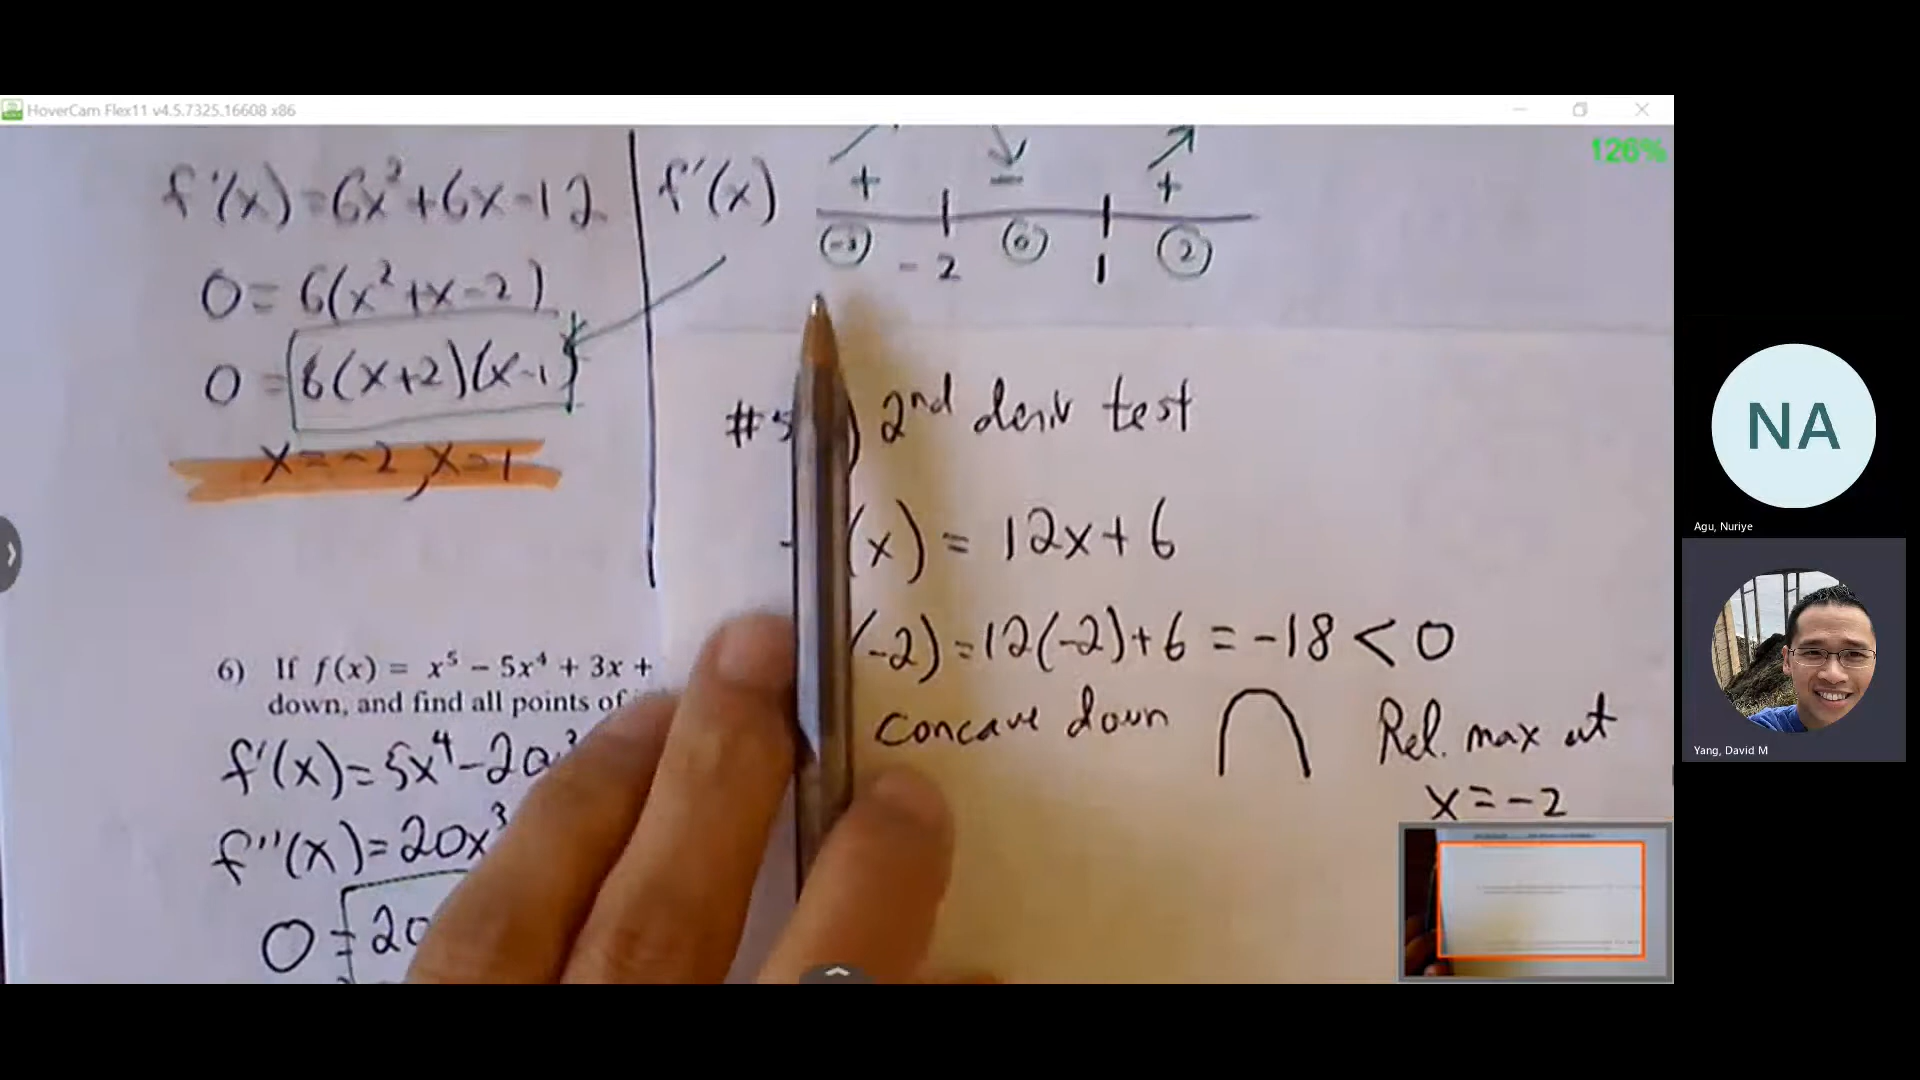 HoverCam Flex11 v4.5.7325.16608 x86
126%
f'(x)=6x²+6x-12
0=6(x²+x-2)
0=6(x+2)(x-1)
x=-2, x=1
f'(x)
+ - +
-3 0 2
-2 1
#5 ) 2nd deriv test
(x) = 12x+6
(-2)=12(-2)+6 = -18 < 0
concave down Rel. max at
x=-2
6) If f(x) = x⁵ − 5x⁴ + 3x +
down, and find all points of
f'(x)=5x⁴-20
f''(x)=20x³
0=20
NA
Agu, Nuriye
Yang, David M